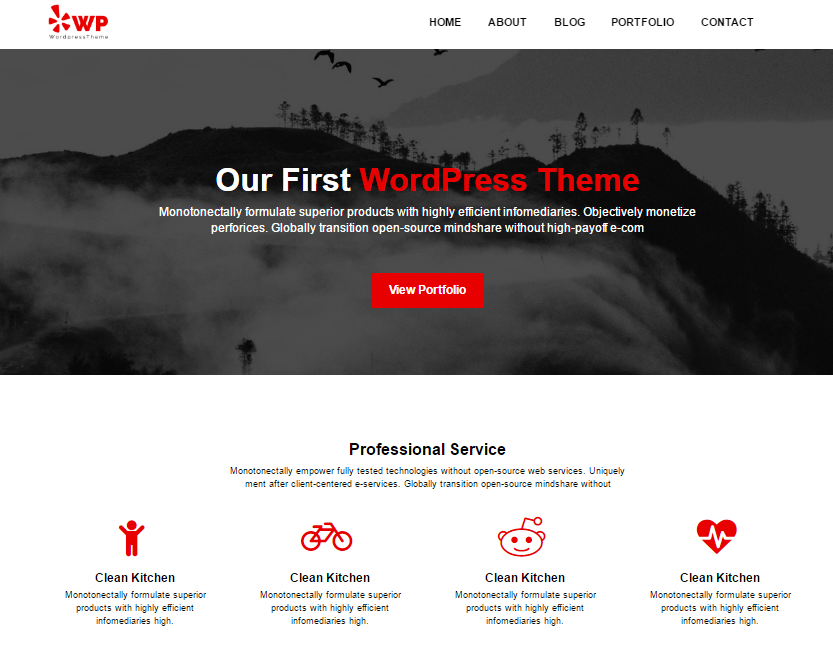 WP
WordpressTheme
HOME ABOUT BLOG PORTFOLIO CONTACT
Our First WordPress Theme
Monotonectally formulate superior products with highly efficient infomediaries. Objectively monetize
perforices. Globally transition open-source mindshare without high-payoff e-com
View Portfolio
Professional Service
Monotonectally empower fully tested technologies without open-source web services. Uniquely
ment after client-centered e-services. Globally transition open-source mindshare without
Clean Kitchen
Monotonectally formulate superior
products with highly efficient
infomediaries high.
Clean Kitchen
Monotonectally formulate superior
products with highly efficient
infomediaries high.
Clean Kitchen
Monotonectally formulate superior
products with highly efficient
infomediaries high.
Clean Kitchen
Monotonectally formulate superior
products with highly efficient
infomediaries high.